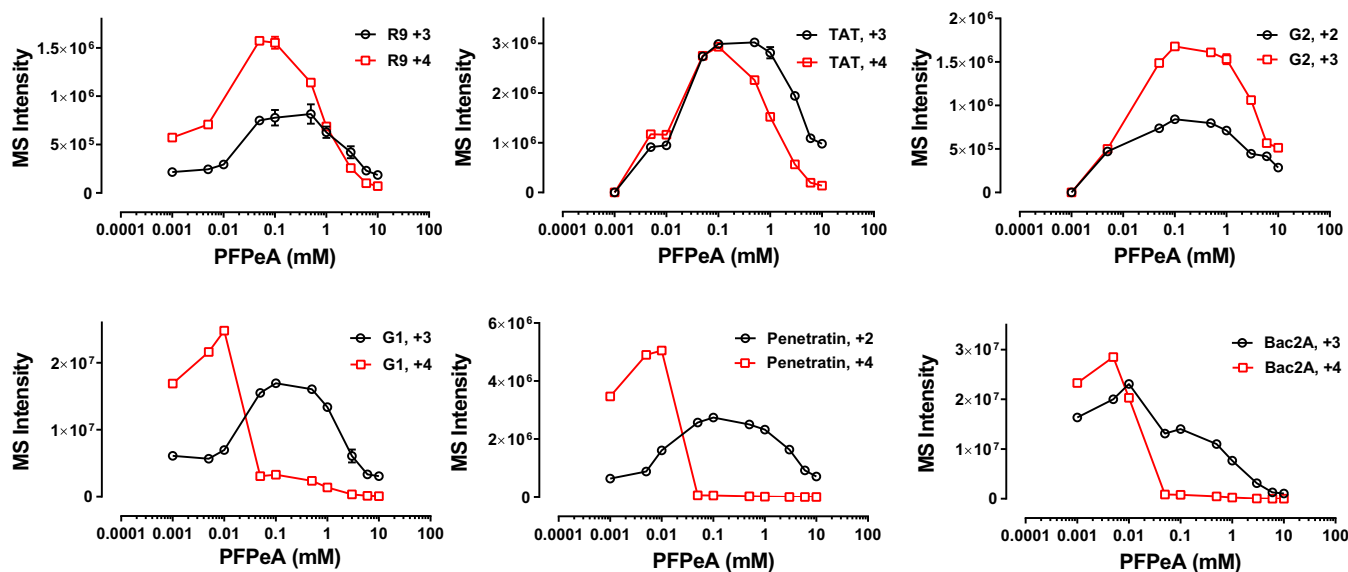 R9 +3
R9 +4
MS Intensity
1.5×10⁶
1×10⁶
5×10⁵
0
0.0001 0.001 0.01 0.1 1 10 100
PFPeA (mM)
TAT, +3
TAT, +4
MS Intensity
3×10⁶
2×10⁶
1×10⁶
0
0.0001 0.001 0.01 0.1 1 10 100
PFPeA (mM)
G2, +2
G2, +3
MS Intensity
2×10⁶
1.5×10⁶
1×10⁶
5×10⁵
0
0.0001 0.001 0.01 0.1 1 10 100
PFPeA (mM)
G1, +3
G1, +4
MS Intensity
2×10⁷
1×10⁷
0
0.0001 0.001 0.01 0.1 1 10 100
PFPeA (mM)
Penetratin, +2
Penetratin, +4
MS Intensity
6×10⁶
4×10⁶
2×10⁶
0
0.0001 0.001 0.01 0.1 1 10 100
PFPeA (mM)
Bac2A, +3
Bac2A, +4
MS Intensity
3×10⁷
2×10⁷
1×10⁷
0
0.0001 0.001 0.01 0.1 1 10 100
PFPeA (mM)